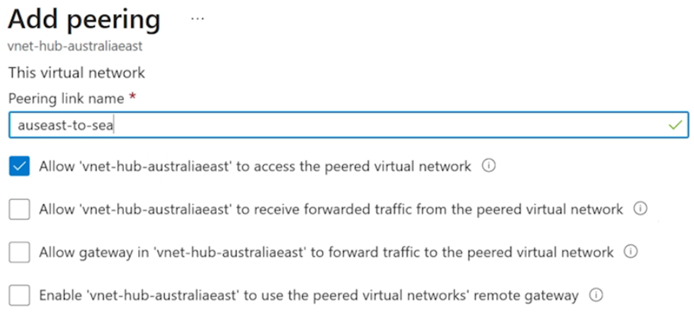 Add peering ...
vnet-hub-australiaeast
This virtual network
Peering link name *
auseast-to-sea
Allow 'vnet-hub-australiaeast' to access the peered virtual network
Allow 'vnet-hub-australiaeast' to receive forwarded traffic from the peered virtual network
Allow gateway in 'vnet-hub-australiaeast' to forward traffic to the peered virtual network
Enable 'vnet-hub-australiaeast' to use the peered virtual networks' remote gateway